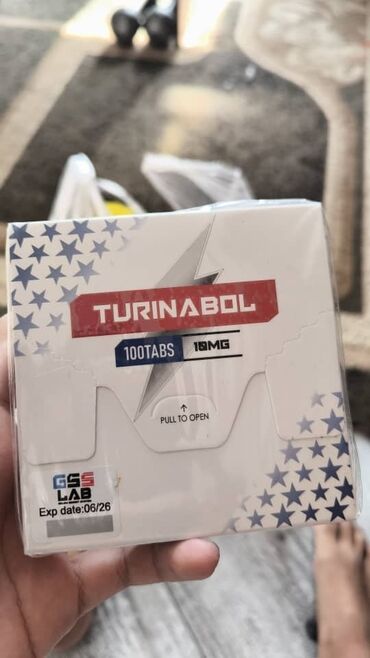 TURINABOL
100TABS 10MG
↑
PULL TO OPEN
GSS
LAB
Exp date:06/26